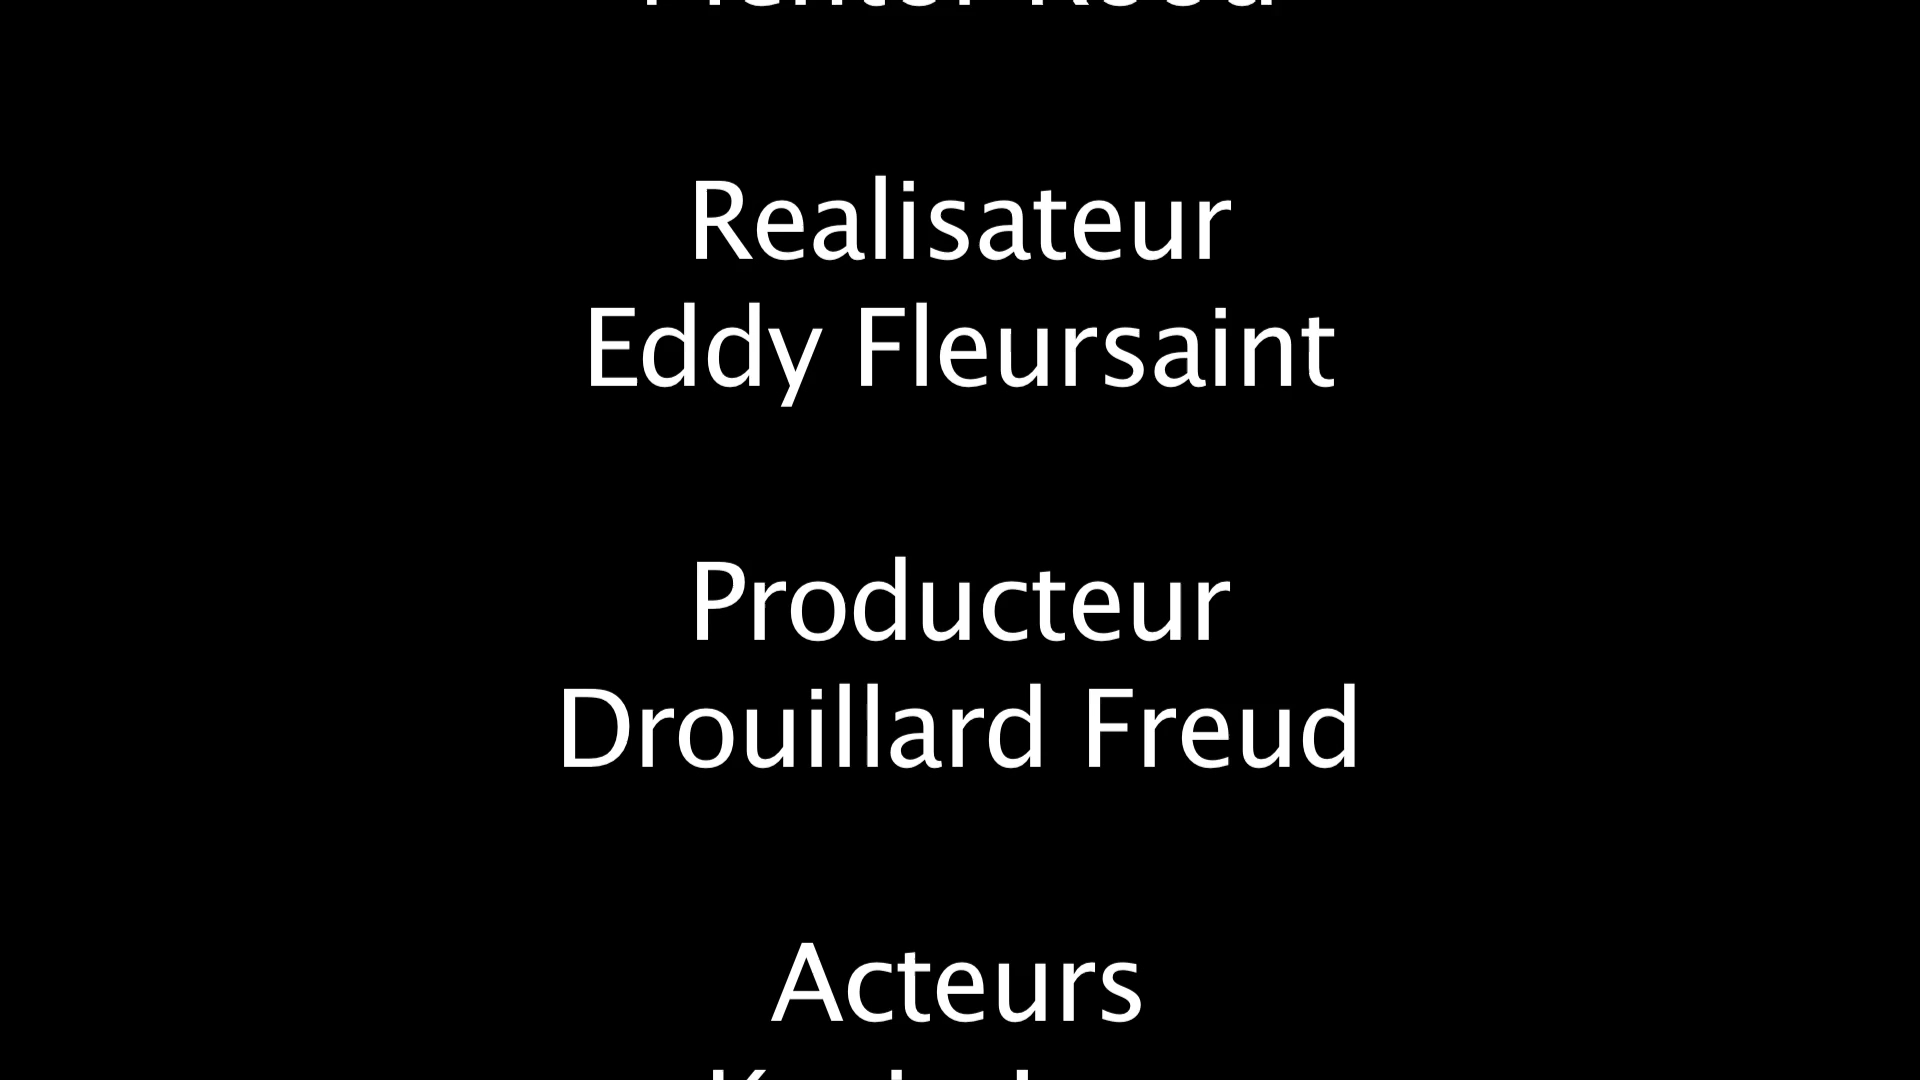 Realisateur
Eddy Fleursaint
Producteur
Drouillard Freud
Acteurs